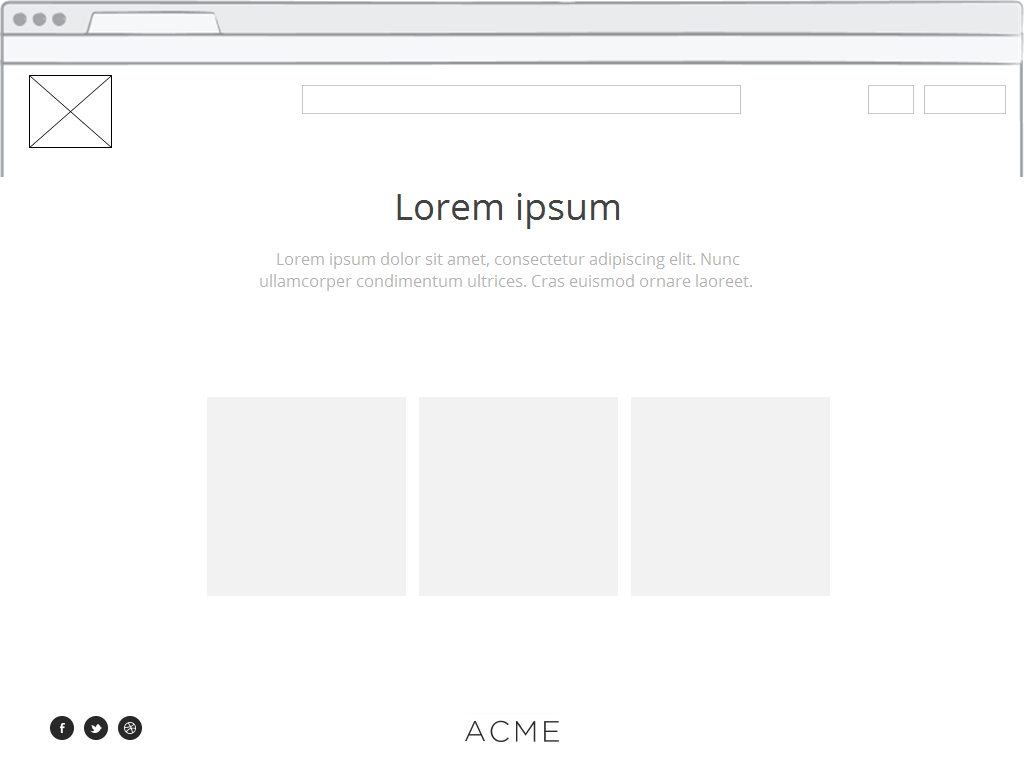 Lorem ipsum
Lorem ipsum dolor sit amet, consectetur adipiscing elit. Nunc
ullamcorper condimentum ultrices. Cras euismod ornare laoreet.
f
ACME